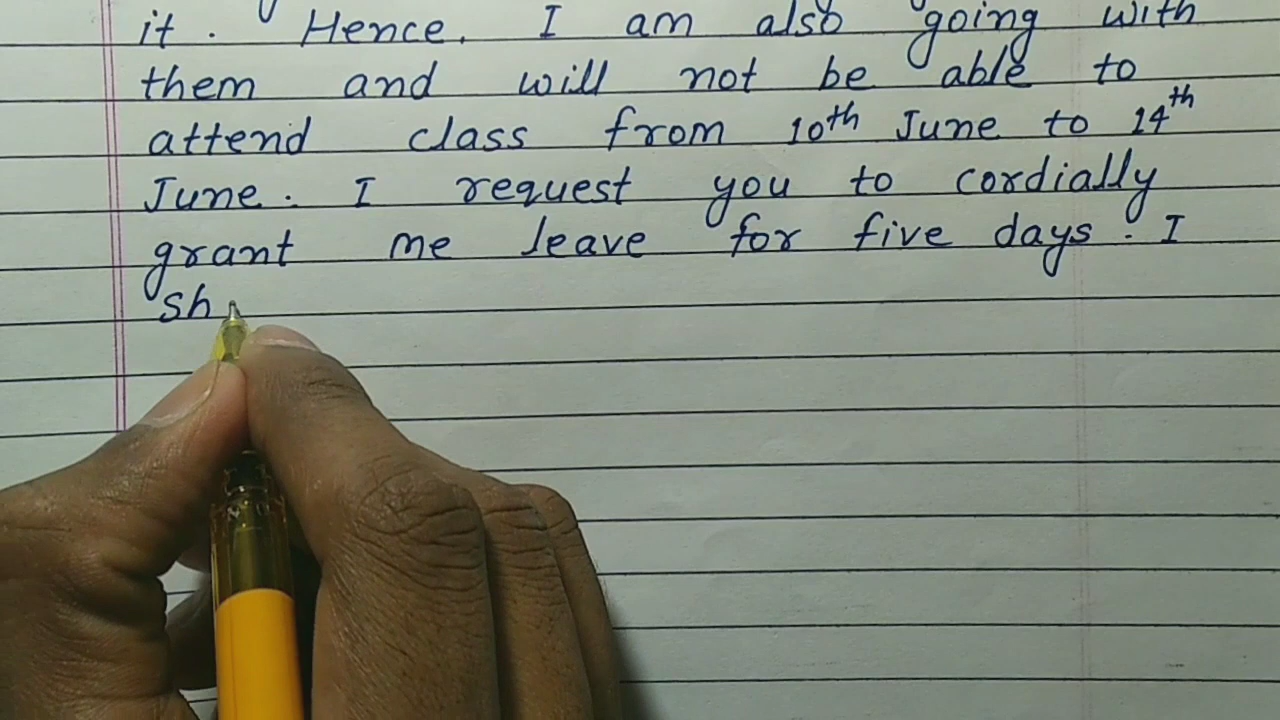 it. Hence, I am also going with
them and will not be able to
attend class from 10th June to 14th
June. I request you to cordially
grant me leave for five days. I
sh